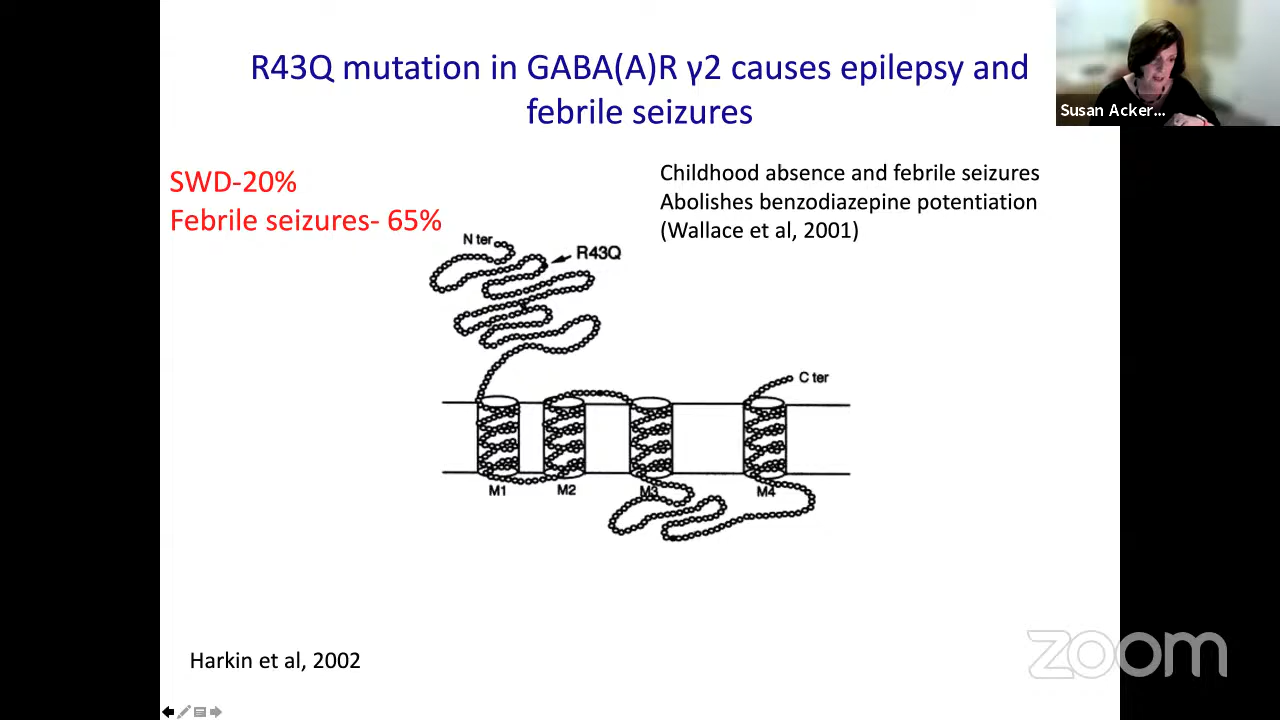 R43Q mutation in GABA(A)R γ2 causes epilepsy and
febrile seizures
Susan Acker...
SWD-20%
Febrile seizures- 65%
Childhood absence and febrile seizures
Abolishes benzodiazepine potentiation
(Wallace et al, 2001)
N ter
R43Q
C ter
M1
M2
M3
M4
Harkin et al, 2002
zoom